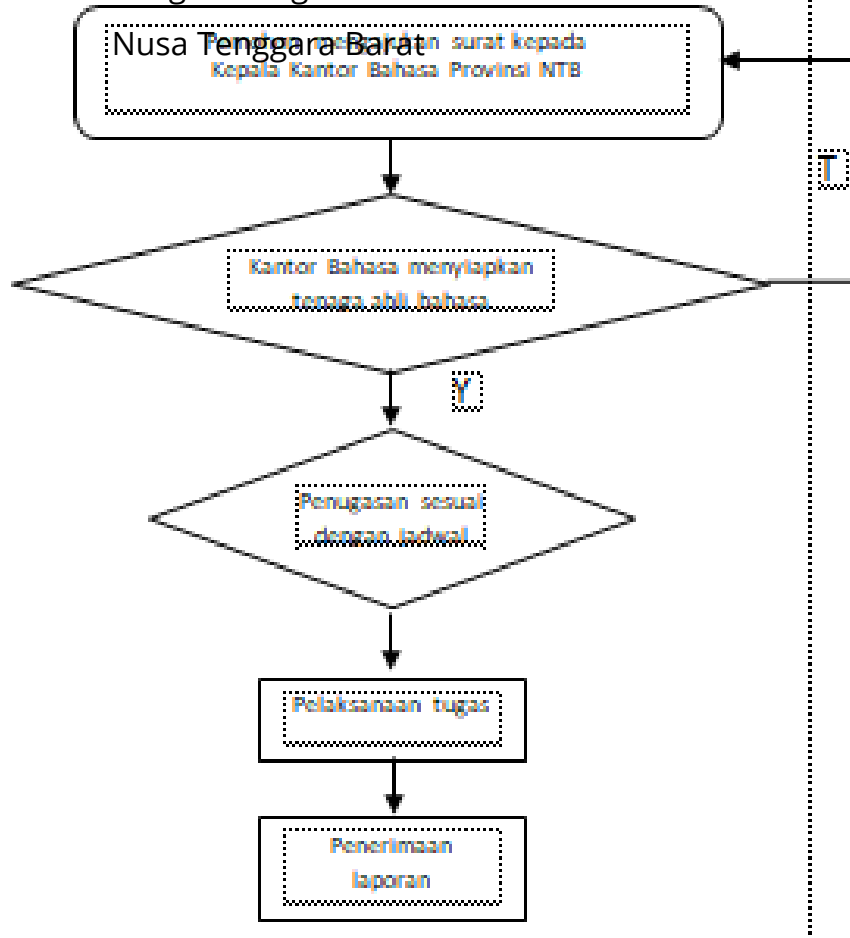 Nusa Tenggara Barat
surat kepada
Kepala Kantor Bahasa Provinsi NTB
T
Kantor Bahasa menyiapkan
tenaga ahli bahasa
Y
Penugasan sesuai
dengan jadwal
Pelaksanaan tugas
Penerimaan
laporan